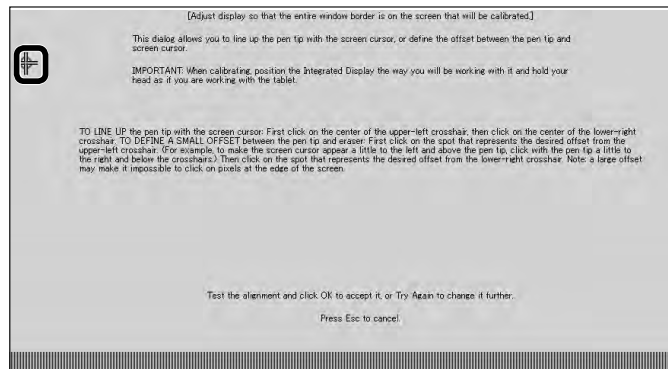 [Adjust display so that the entire window border is on the screen that will be calibrated.]
This dialog allows you to line up the pen tip with the screen cursor, or define the offset between the pen tip and
screen cursor.
IMPORTANT: When calibrating, position the Integrated Display the way you will be working with it and hold your
head as if you are working with the tablet.
TO LINE UP the pen tip with the screen cursor: First click on the center of the upper-left crosshair, then click on the center of the lower-right
crosshair. TO DEFINE A SMALL OFFSET between the pen tip and eraser: First click on the spot that represents the desired offset from the
upper-left crosshair. (For example, to make the screen cursor appear a little to the left and above the pen tip, click with the pen tip a little to
the right and below the crosshairs.) Then click on the spot that represents the desired offset from the lower-right crosshair. Note: a large offset
may make it impossible to click on pixels at the edge of the screen.
Test the alignment and click OK to accept it, or Try Again to change it further.
Press Esc to cancel.